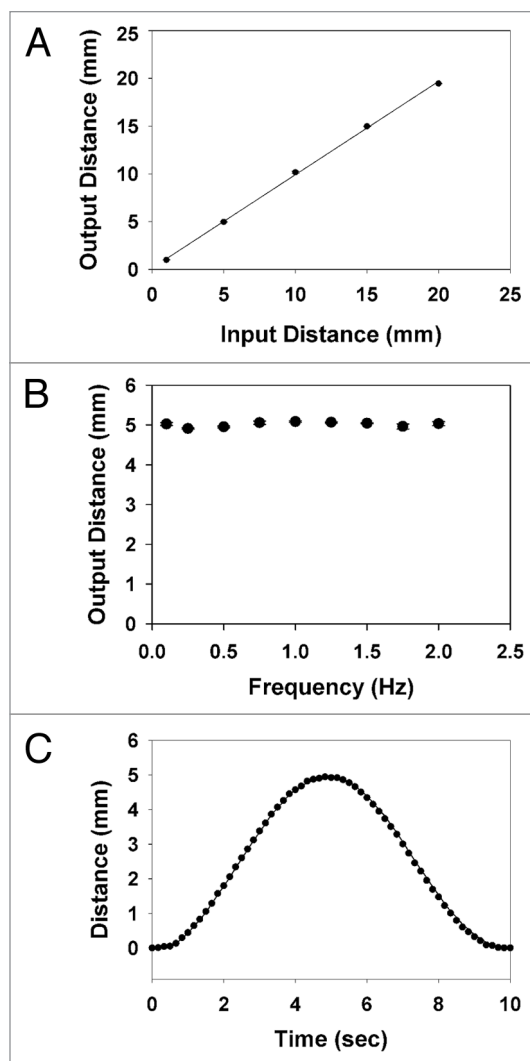 A
Output Distance (mm)
25
20
15
10
5
0
0 5 10 15 20 25
Input Distance (mm)
B
Output Distance (mm)
6
5
4
3
2
1
0
0.0 0.5 1.0 1.5 2.0 2.5
Frequency (Hz)
C
Distance (mm)
6
5
4
3
2
1
0
0 2 4 6 8 10
Time (sec)